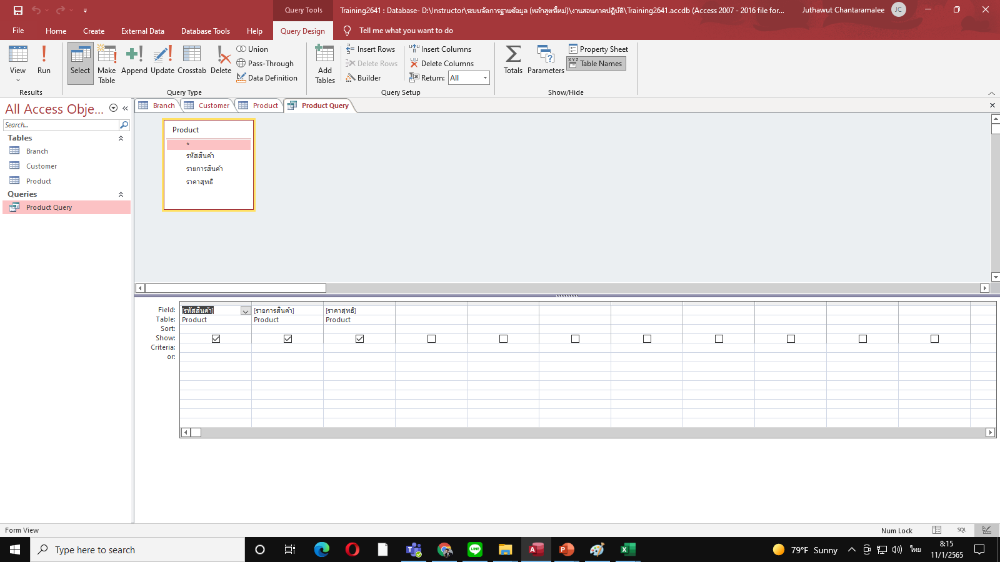 Query Tools
Training2641 : Database- D:\Instructor\ระบบจัดการฐานข้อมูล (หลักสูตรใหม่)\งานสอนภาคปฏิบัติ\Training2641.accdb (Access 2007 - 2016 file for...
Juthawut Chantaramalee
JC
File
Home
Create
External Data
Database Tools
Help
Query Design
Tell me what you want to do
View
Run
Select
Make Table
Append
Update
Crosstab
Delete
Union
Pass-Through
Data Definition
Add Tables
Insert Rows
Delete Rows
Builder
Insert Columns
Delete Columns
Return: All
Totals
Parameters
Property Sheet
Table Names
Results
Query Type
Query Setup
Show/Hide
All Access Obje...
Search...
Tables
Branch
Customer
Product
Queries
Product Query
Branch
Customer
Product
Product Query
Product
*
รหัสสินค้า
รายการสินค้า
ราคาสุทธิ
Field: [รหัสสินค้า] [รายการสินค้า] [ราคาสุทธิ]
Table: Product Product Product
Sort:
Show:
Criteria:
or:
Form View
Num Lock
SQL
Type here to search
79°F Sunny
ไทย
8:15
11/1/2565